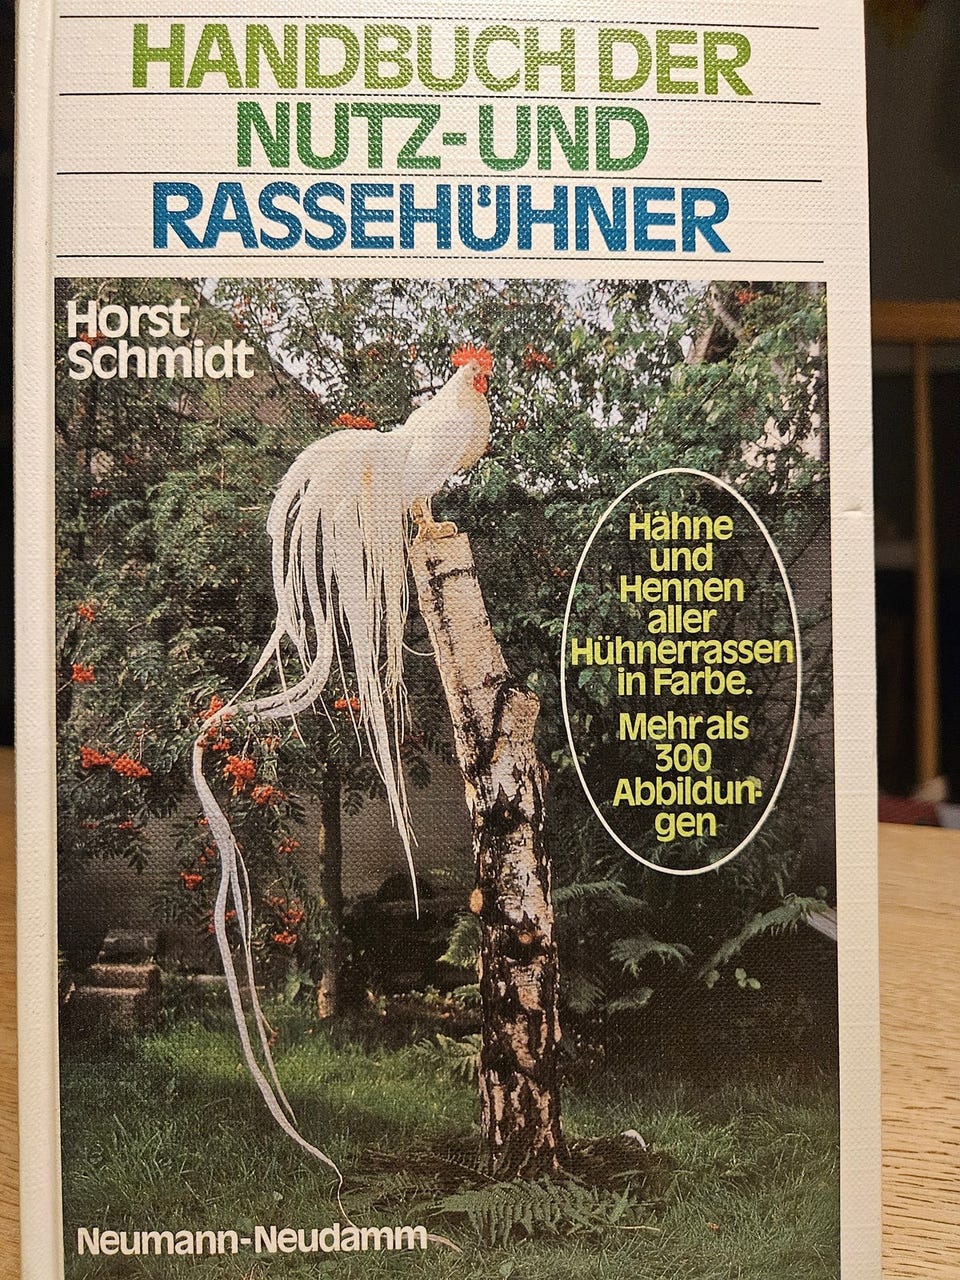 HANDBUCH DER
NUTZ-UND
RASSEHÜHNER
Horst
Schmidt
Hähne
und
Hennen
aller
Hühnerrassen
in Farbe.
Mehr als
300
Abbildun-
gen
Neumann-Neudamm